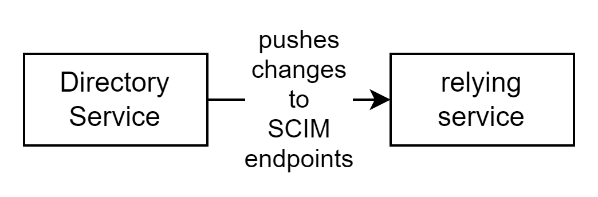 Directory
Service
pushes
changes
to
SCIM
endpoints
relying
service